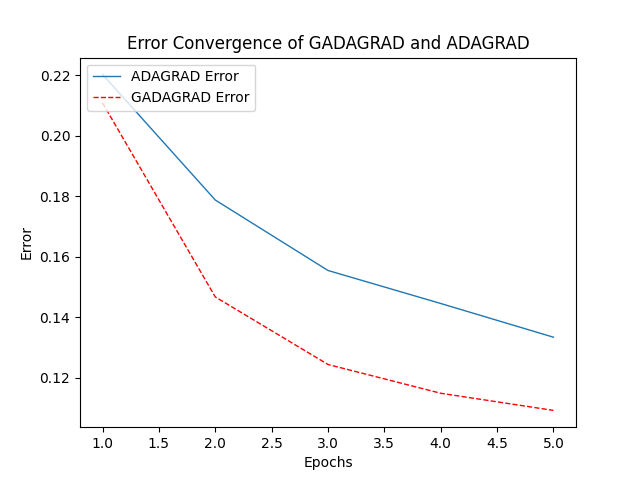 Error Convergence of GADAGRAD and ADAGRAD
ADAGRAD Error
GADAGRAD Error
0.22
0.20
0.18
0.16
0.14
0.12
Error
1.0 1.5 2.0 2.5 3.0 3.5 4.0 4.5 5.0
Epochs